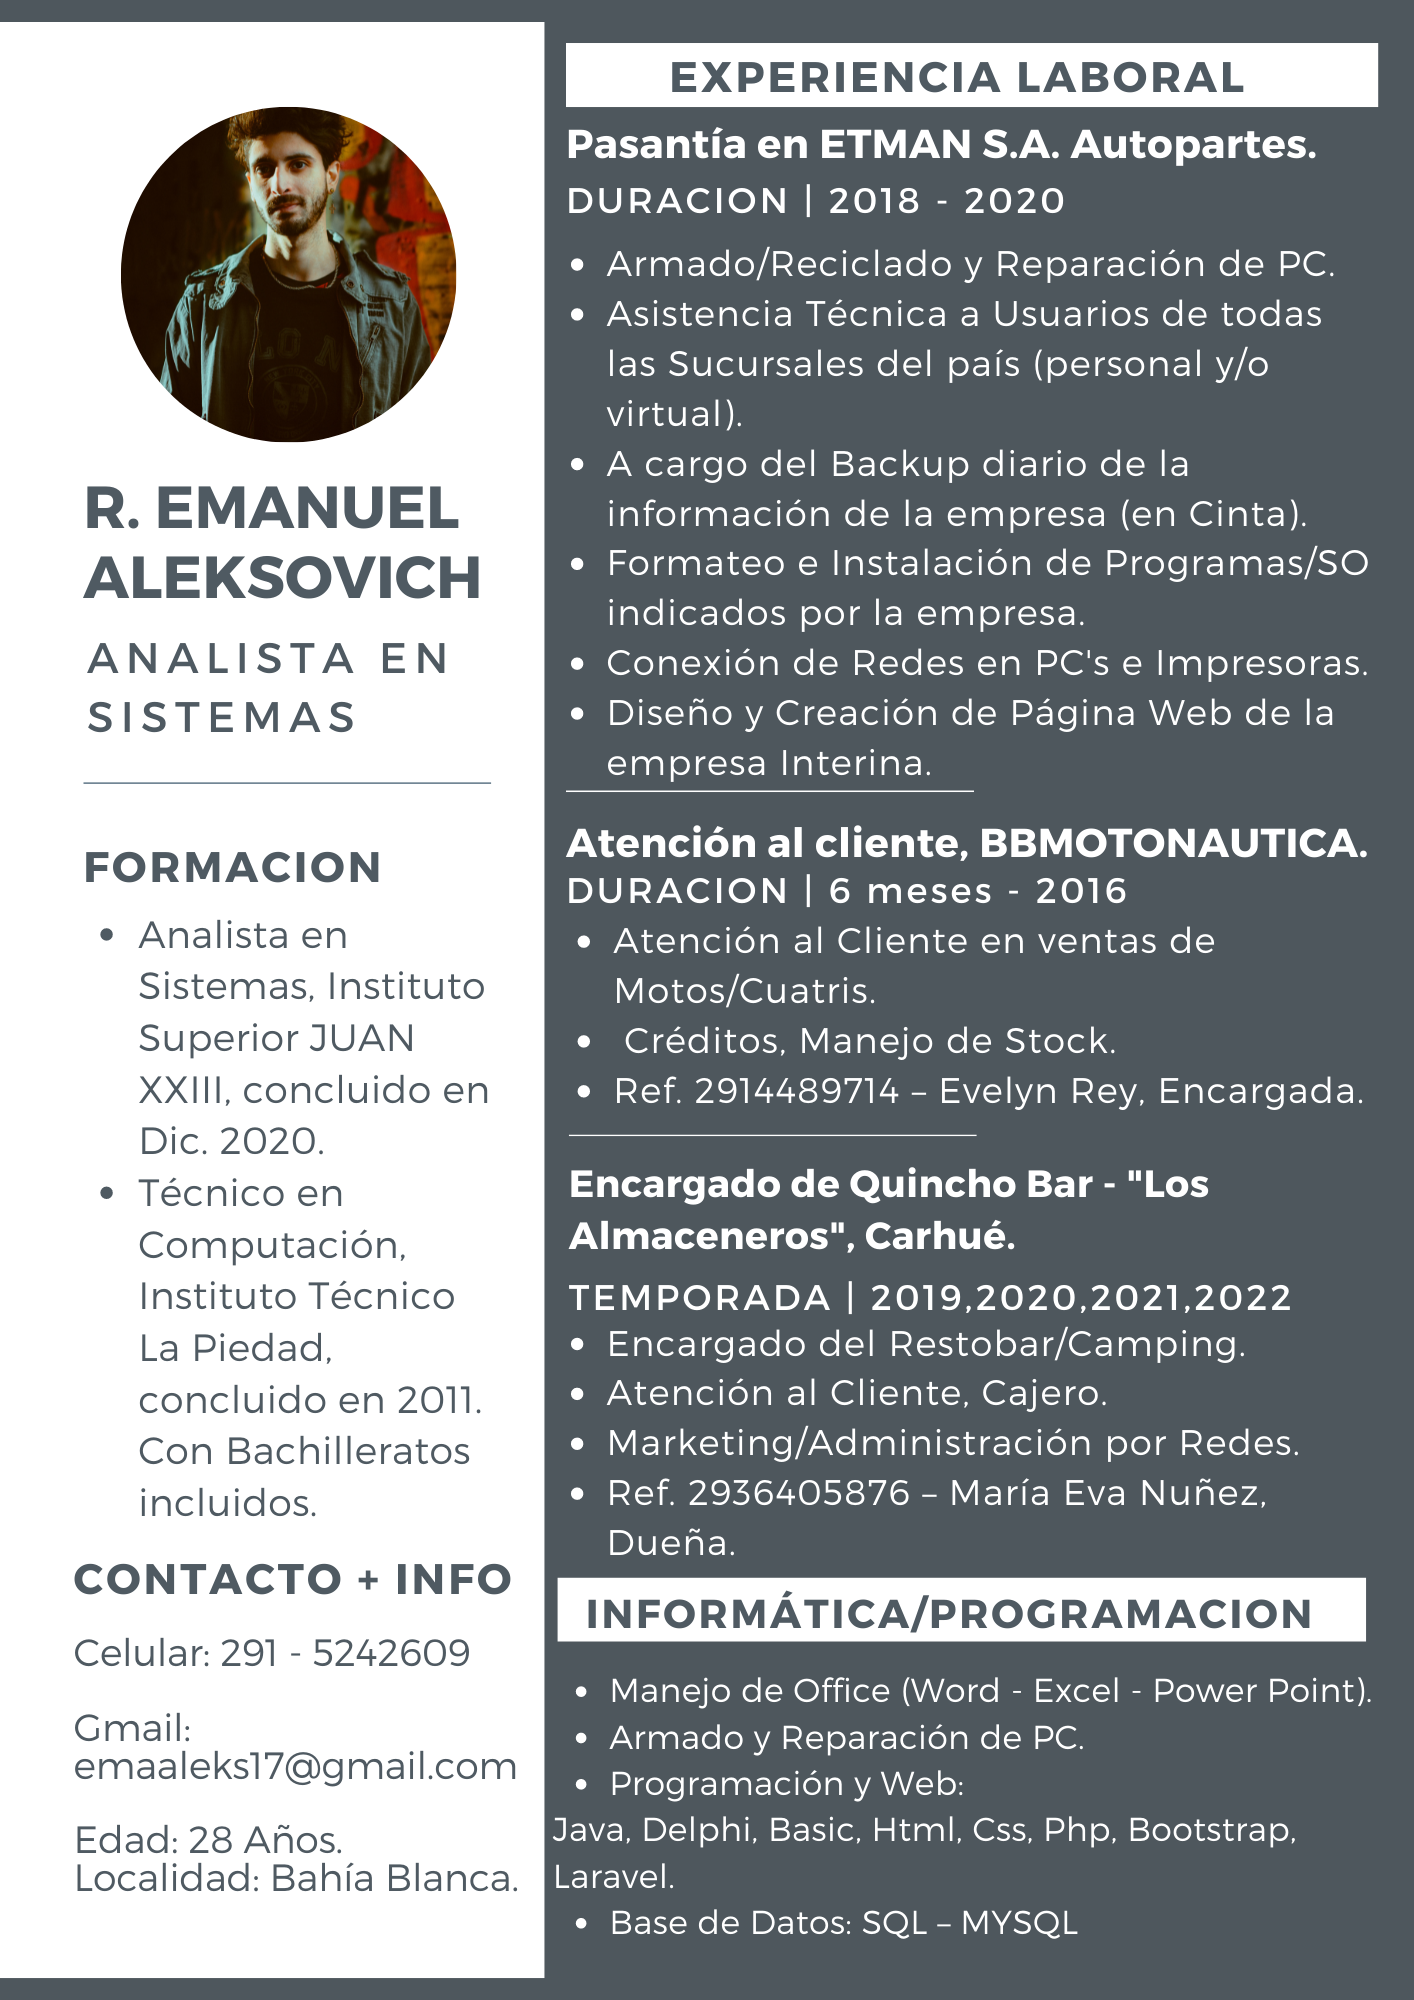 R. EMANUEL
ALEKSOVICH
ANALISTA EN
SISTEMAS
FORMACION
• Analista en
Sistemas, Instituto
Superior JUAN
XXIII, concluido en
Dic. 2020.
• Técnico en
Computación,
Instituto Técnico
La Piedad,
concluido en 2011.
Con Bachilleratos
incluidos.
CONTACTO + INFO
Celular: 291 - 5242609
Gmail:
emaaleks17@gmail.com
Edad: 28 Años.
Localidad: Bahía Blanca.
EXPERIENCIA LABORAL
Pasantía en ETMAN S.A. Autopartes.
DURACION | 2018 - 2020
• Armado/Reciclado y Reparación de PC.
• Asistencia Técnica a Usuarios de todas
las Sucursales del país (personal y/o
virtual).
• A cargo del Backup diario de la
información de la empresa (en Cinta).
• Formateo e Instalación de Programas/SO
indicados por la empresa.
• Conexión de Redes en PC's e Impresoras.
• Diseño y Creación de Página Web de la
empresa Interina.
Atención al cliente, BBMOTONAUTICA.
DURACION | 6 meses - 2016
• Atención al Cliente en ventas de
Motos/Cuatris.
• Créditos, Manejo de Stock.
• Ref. 2914489714 – Evelyn Rey, Encargada.
Encargado de Quincho Bar - "Los
Almaceneros", Carhué.
TEMPORADA | 2019,2020,2021,2022
• Encargado del Restobar/Camping.
• Atención al Cliente, Cajero.
• Marketing/Administración por Redes.
• Ref. 2936405876 – María Eva Nuñez,
Dueña.
INFORMÁTICA/PROGRAMACION
• Manejo de Office (Word - Excel - Power Point).
• Armado y Reparación de PC.
• Programación y Web:
Java, Delphi, Basic, Html, Css, Php, Bootstrap,
Laravel.
• Base de Datos: SQL – MYSQL